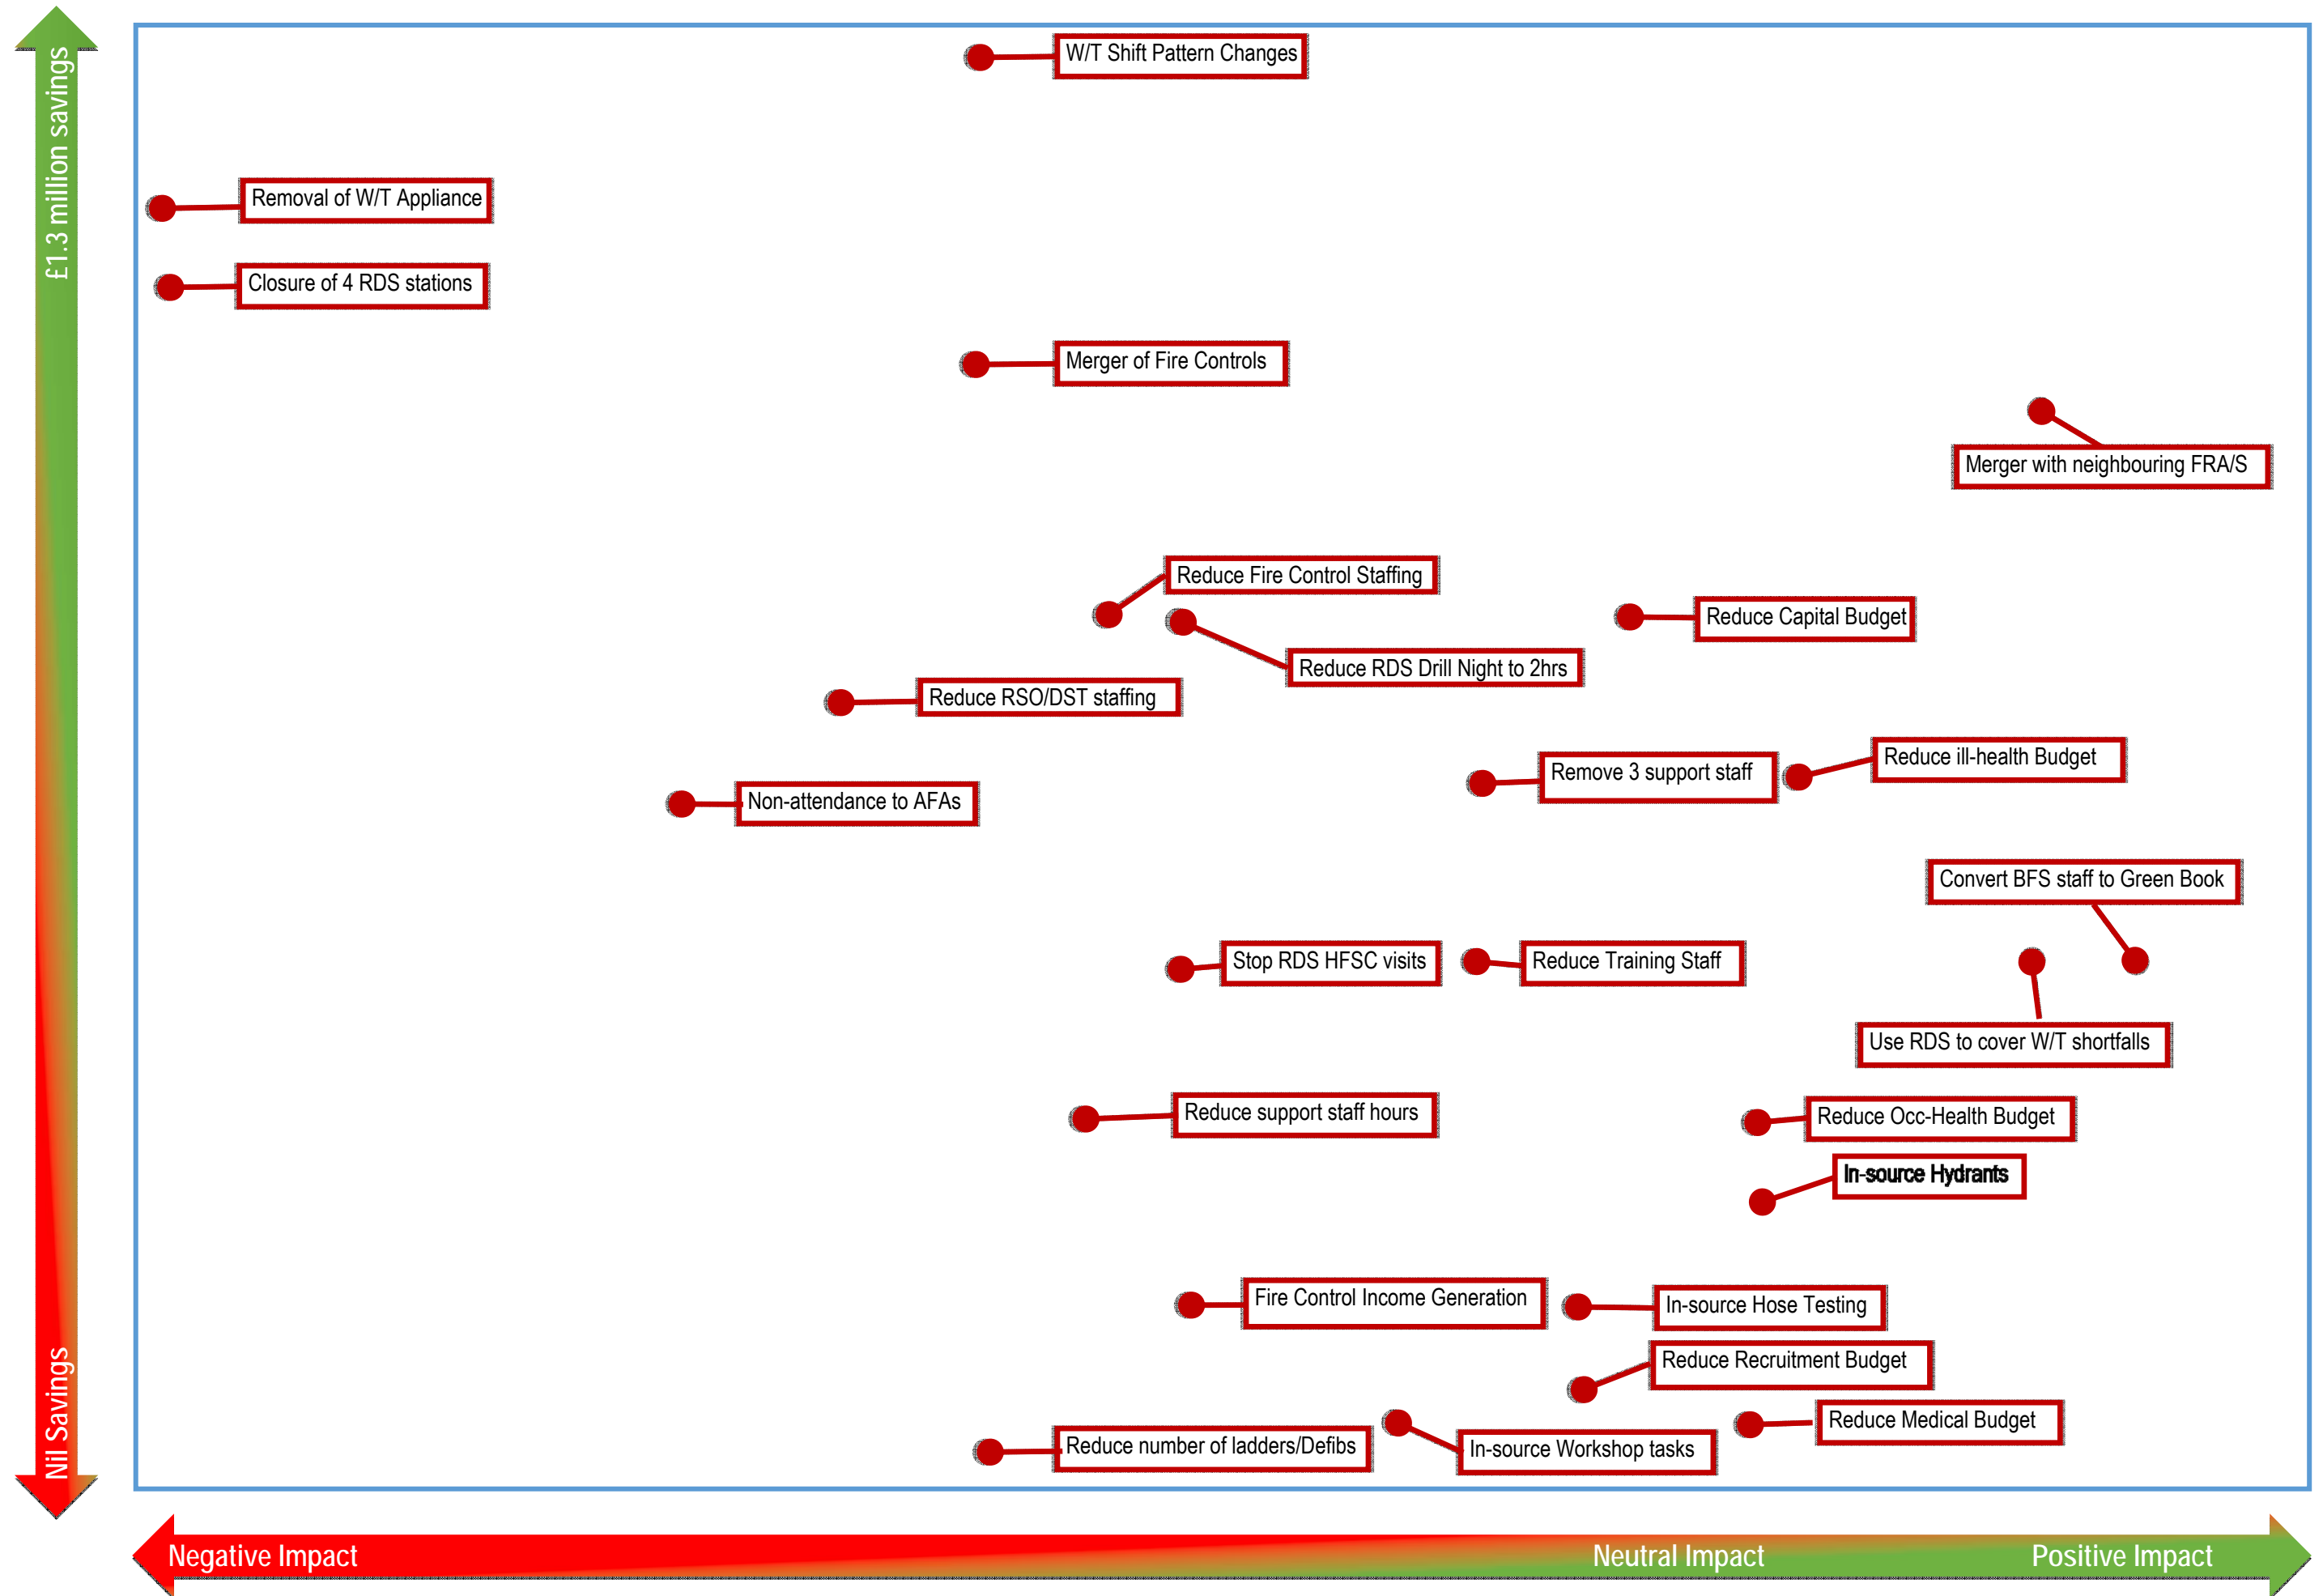 £1.3 million savings
Nil Savings
W/T Shift Pattern Changes
Removal of W/T Appliance
Closure of 4 RDS stations
Merger of Fire Controls
Merger with neighbouring FRA/S
Reduce Fire Control Staffing
Reduce Capital Budget
Reduce RDS Drill Night to 2hrs
Reduce RSO/DST staffing
Reduce ill-health Budget
Remove 3 support staff
Non-attendance to AFAs
Convert BFS staff to Green Book
Stop RDS HFSC visits
Reduce Training Staff
Use RDS to cover W/T shortfalls
Reduce support staff hours
Reduce Occ-Health Budget
In-source Hydrants
Fire Control Income Generation
In-source Hose Testing
Reduce Recruitment Budget
Reduce Medical Budget
Reduce number of ladders/Defibs
In-source Workshop tasks
Negative Impact
Neutral Impact
Positive Impact